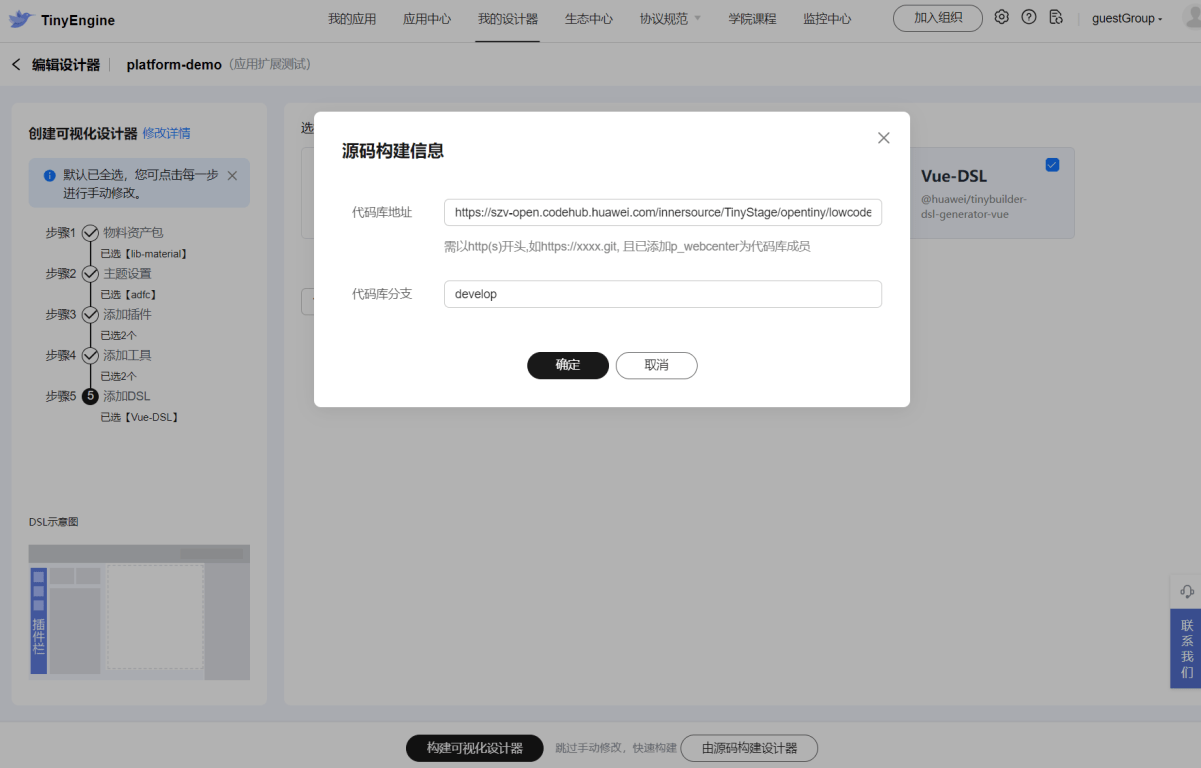 TinyEngine
我的应用
应用中心
我的设计器
生态中心
协议规范
学院课程
监控中心
加入组织
guestGroup
编辑设计器
platform-demo
(应用扩展测试)
创建可视化设计器 修改详情
默认已全选，您可点击每一步
进行手动修改。
步骤1 物料资产包
已选【lib-material】
步骤2 主题设置
已选【adfc】
步骤3 添加插件
已选2个
步骤4 添加工具
已选2个
步骤5 5 添加DSL
已选【Vue-DSL】
DSL示意图
插件栏
选
源码构建信息
代码库地址
https://szv-open.codehub.huawei.com/innersource/TinyStage/opentiny/lowcode
需以http(s)开头,如https://xxxx.git, 且已添加p_webcenter为代码库成员
代码库分支
develop
确定
取消
Vue-DSL
@huawei/tinybuilder-
dsl-generator-vue
联系我们
构建可视化设计器
跳过手动修改，快速构建
由源码构建设计器